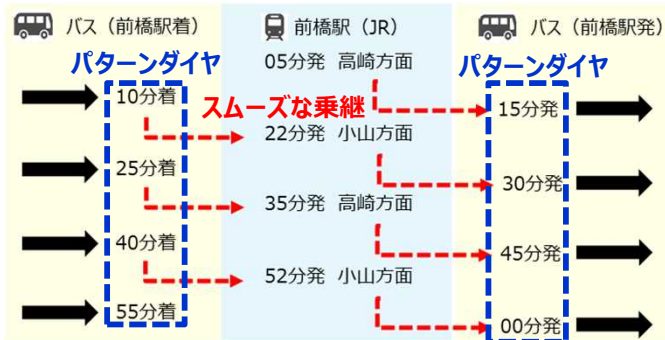 バス（前橋駅着）
前橋駅（JR）
バス（前橋駅発）
パターンダイヤ
05分発 高崎方面
パターンダイヤ
10分着
スムーズな乗継
15分発
22分発 小山方面
25分着
30分発
35分発 高崎方面
40分着
45分発
52分発 小山方面
55分着
00分発